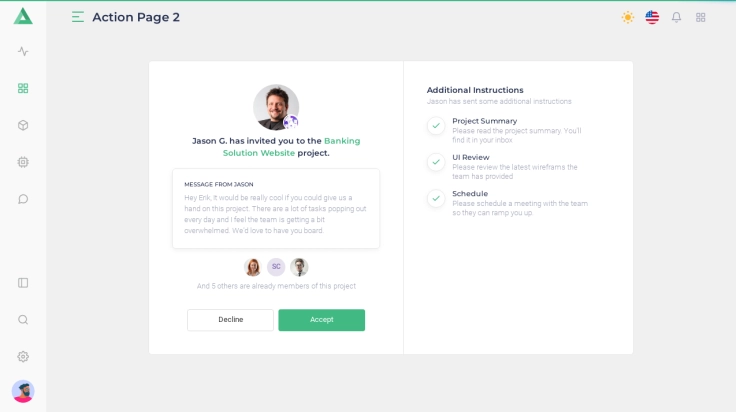 Action Page 2
Jason G. has invited you to the Banking
Solution Website project.
MESSAGE FROM JASON
Hey Erik, it would be really cool if you could give us a
hand on this project. There are a lot of tasks popping out
every day and I feel the team is getting a bit
overwhelmed. We'd love to have you board.
SC
And 5 others are already members of this project
Decline
Accept
Additional Instructions
Jason has sent some additional instructions
Project Summary
Please read the project summary. You'll
find it in your inbox
UI Review
Please review the latest wireframs the
team has provided
Schedule
Please schedule a meeting with the team
so they can ramp you up